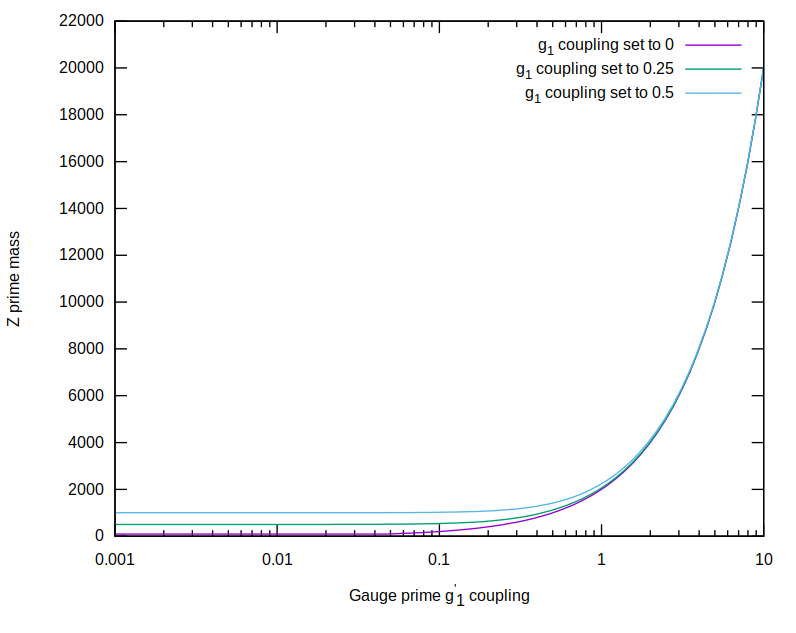 22000
20000
18000
16000
14000
12000
10000
8000
6000
4000
2000
0
Z prime mass
g1 coupling set to 0
g1 coupling set to 0.25
g1 coupling set to 0.5
0.001 0.01 0.1 1 10
Gauge prime g'1 coupling